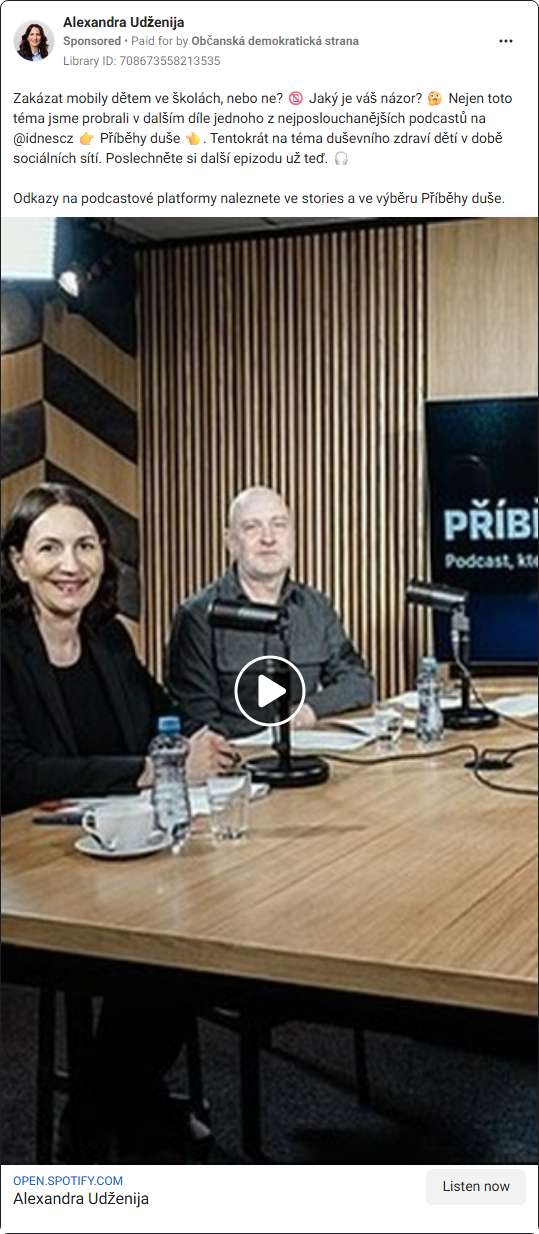 Alexandra Udženija
Sponsored • Paid for by Občanská demokratická strana
Library ID: 708673558213535
Zakázat mobily dětem ve školách, nebo ne? 📵 Jaký je váš názor? 🤔 Nejen toto
téma jsme probrali v dalším díle jednoho z nejposlouchanějších podcastů na
@idnescz 👉 Příběhy duše 👈. Tentokrát na téma duševního zdraví dětí v době
sociálních sítí. Poslechněte si další epizodu už teď. 🎧
Odkazy na podcastové platformy naleznete ve stories a ve výběru Příběhy duše.
PŘÍBĚ
Podcast, kte
OPEN.SPOTIFY.COM
Alexandra Udženija
Listen now